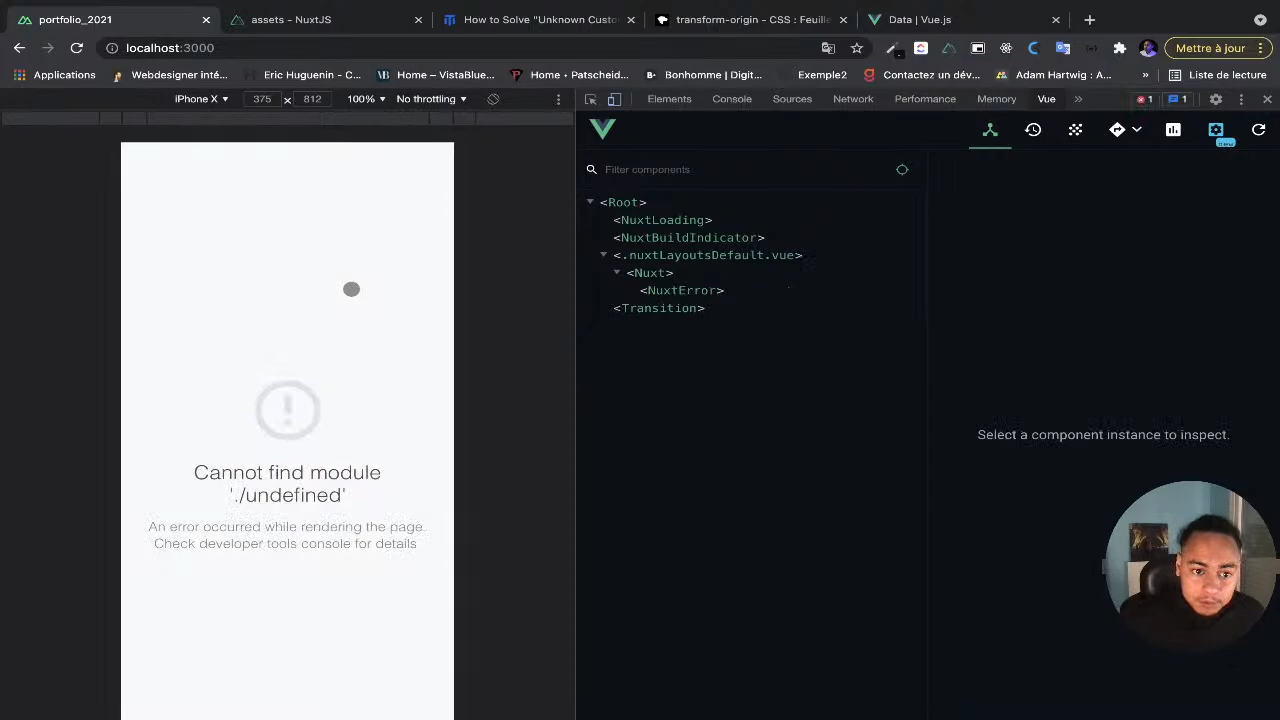 portfolio_2021
assets - NuxtJS
How to Solve "Unknown Custo
transform-origin - CSS : Feuille
Data | Vue.js
localhost:3000
Mettre à jour
Applications
Webdesigner inté...
Eric Huguenin - C...
Home – VistaBlue...
Home • Patscheid...
Bonhomme | Digit...
Exemple2
Contactez un dév...
Adam Hartwig : A...
»
Liste de lecture
iPhone X
375 × 812
100%
No throttling
Elements
Console
Sources
Network
Performance
Memory
Vue
»
1
1
new
Filter components
<Root>
<NuxtLoading>
<NuxtBuildIndicator>
<.nuxtLayoutsDefault.vue>
<Nuxt>
<NuxtError>
<Transition>
Select a component instance to inspect.
Cannot find module
'./undefined'
An error occurred while rendering the page.
Check developer tools console for details